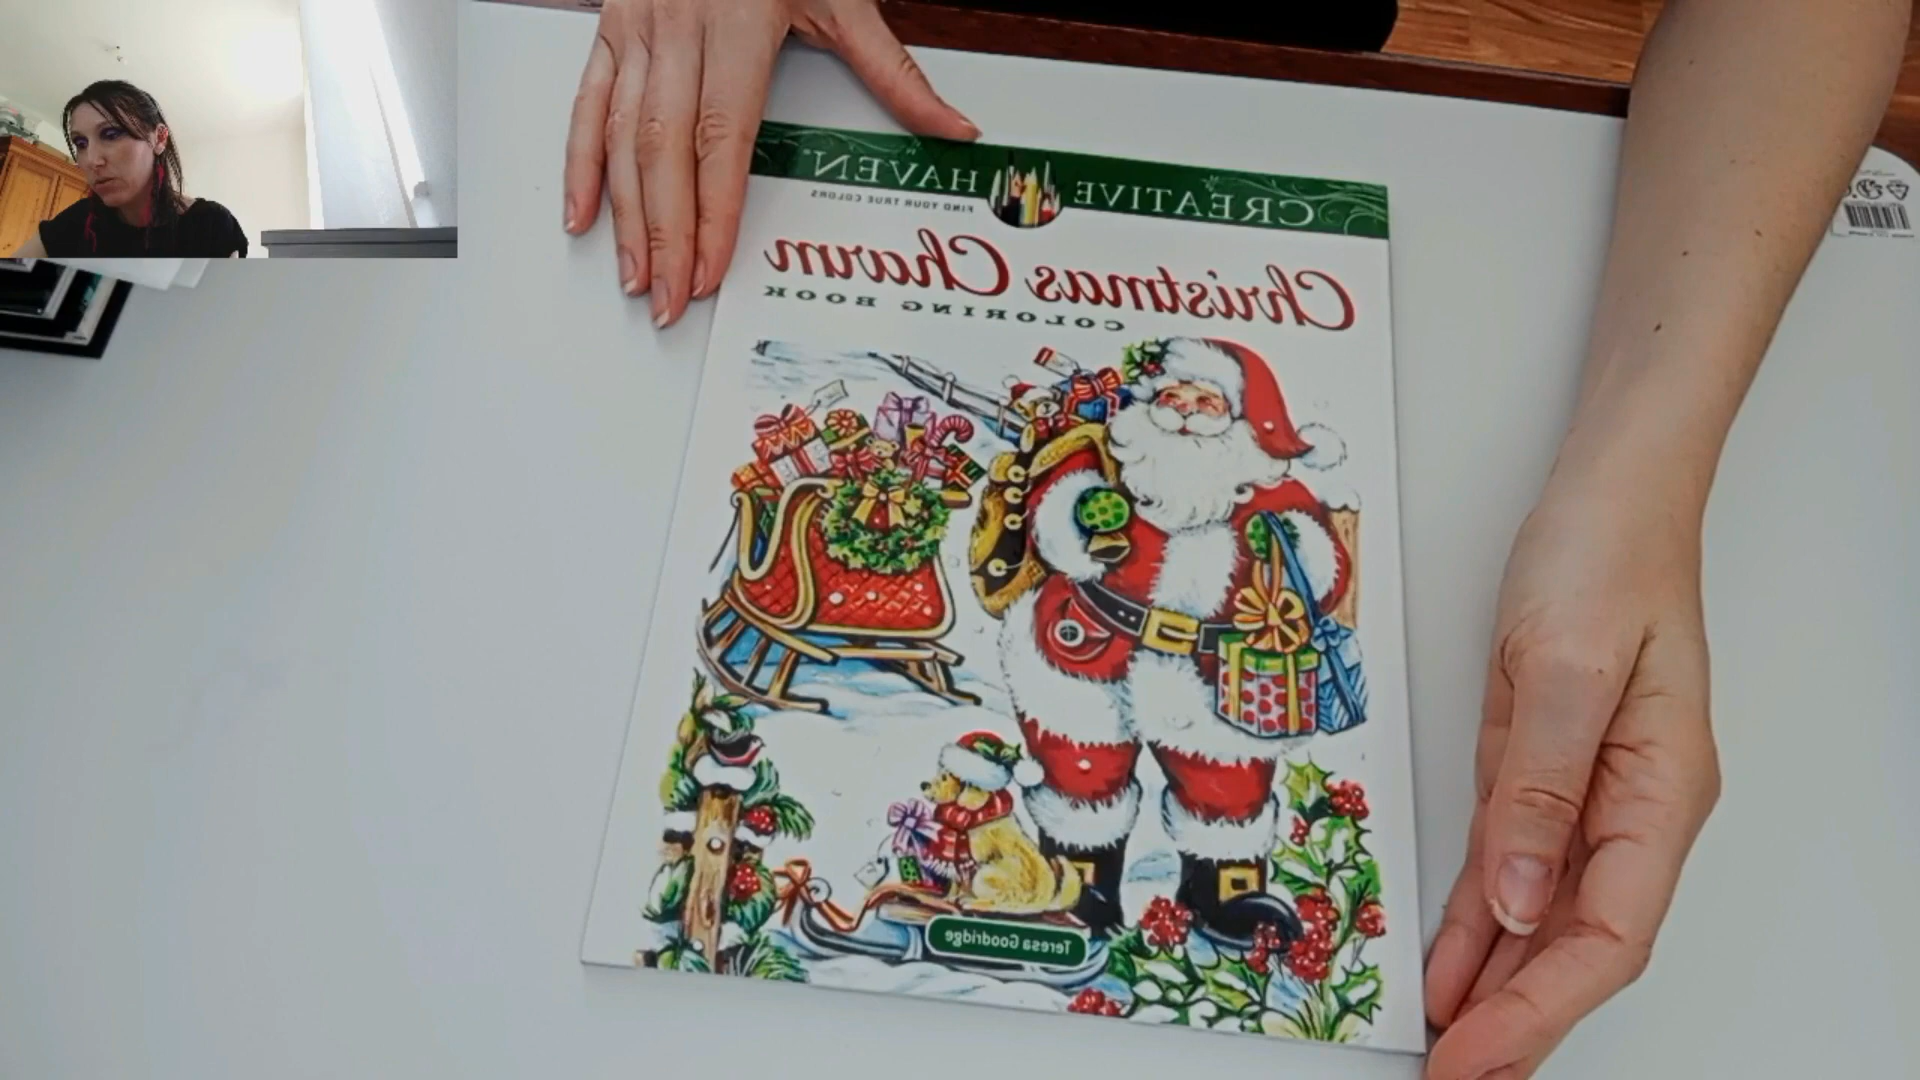 CREATIVE HAVEN
FIND YOUR TRUE COLORS
Christmas Charm
COLORING BOOK
Teresa Goodridge